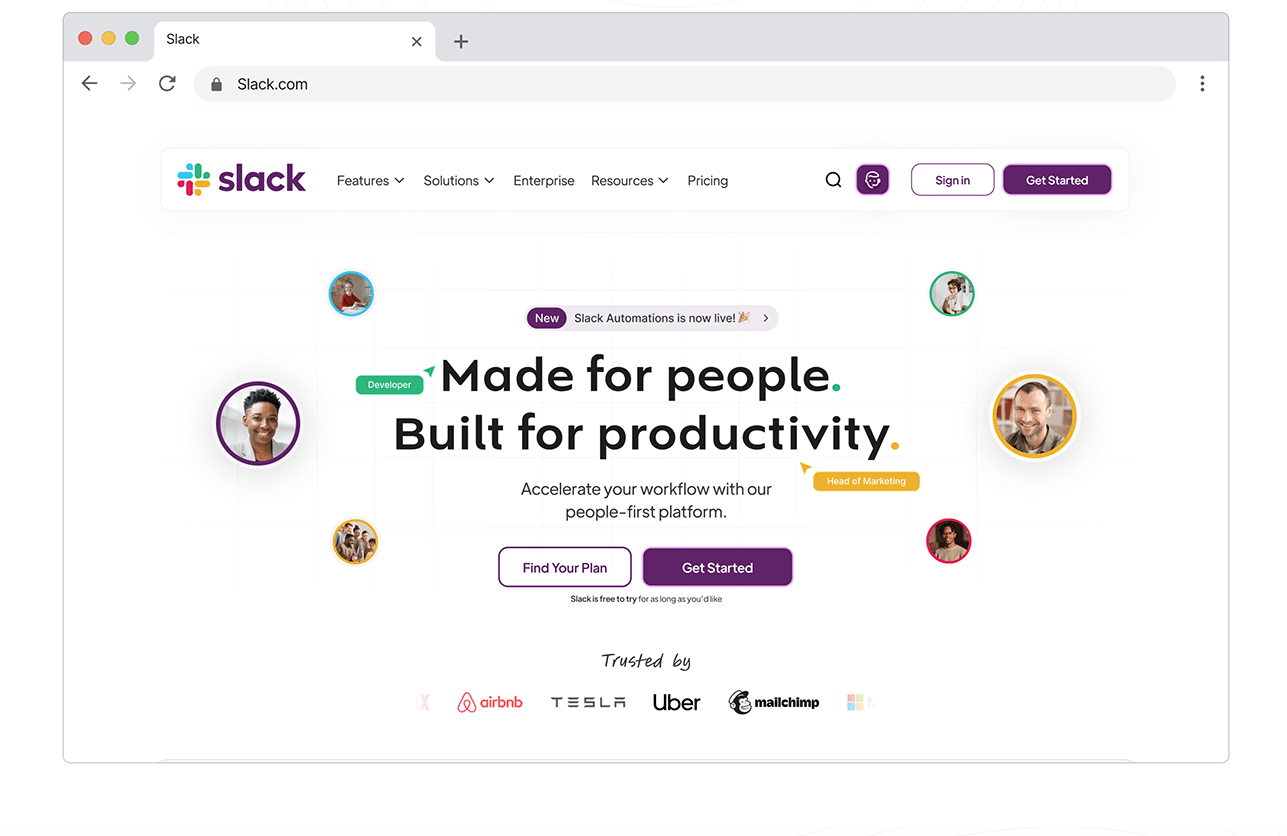 Slack
Slack.com
slack Features Solutions Enterprise Resources Pricing Sign in Get Started
New Slack Automations is now live! 🎉
Developer
Made for people.
Built for productivity.
Head of Marketing
Accelerate your workflow with our
people-first platform.
Find Your Plan Get Started
Slack is free to try for as long as you'd like
Trusted by
airbnb TESLA Uber mailchimp